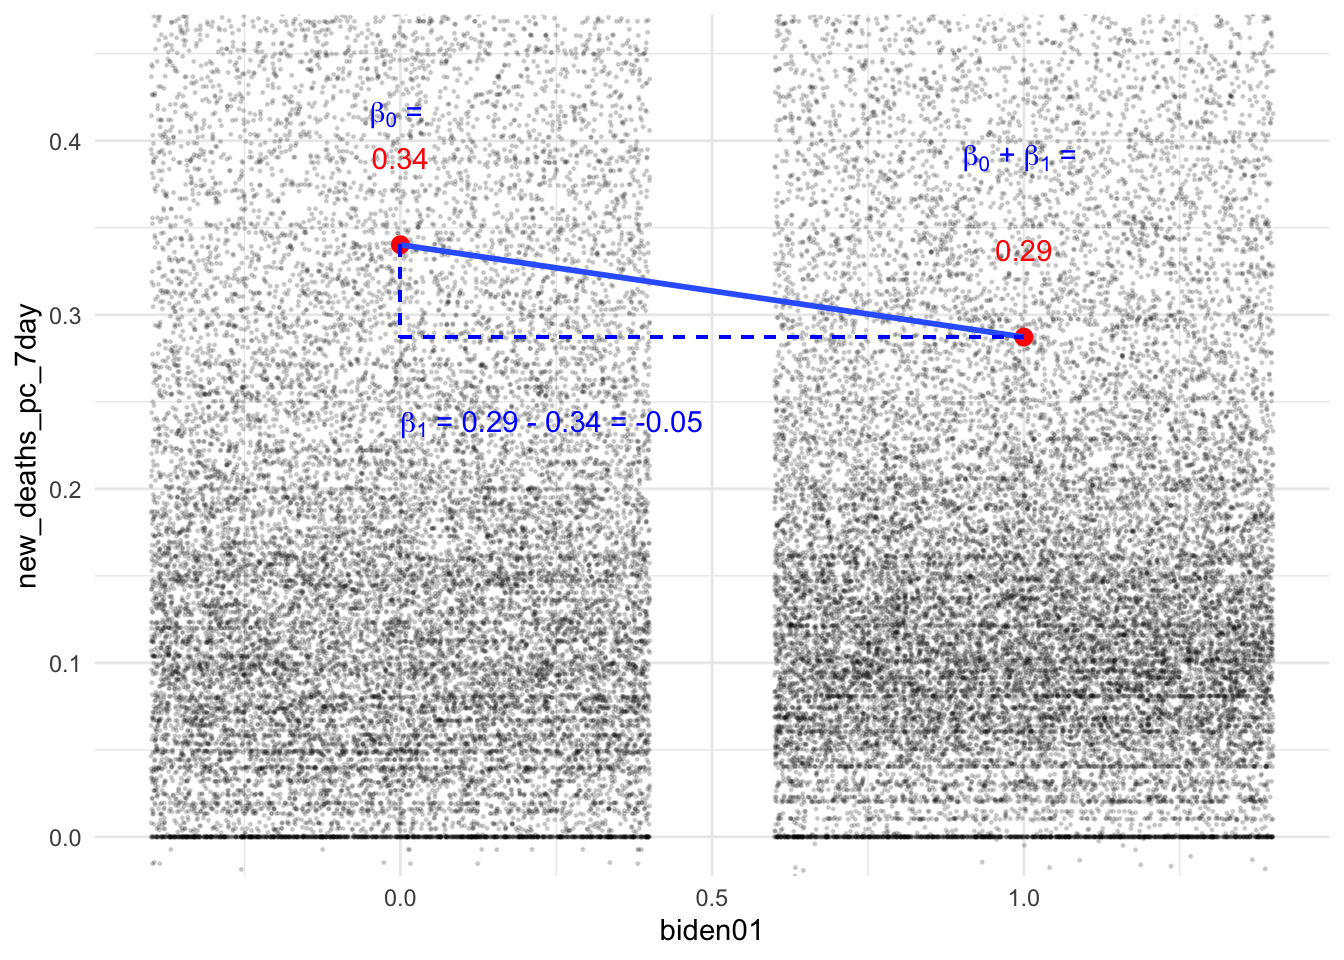 β0 =
0.34
β0 + β1 =
0.29
β1 = 0.29 - 0.34 = -0.05
0.4
0.3
0.2
0.1
0.0
new_deaths_pc_7day
0.0 0.5 1.0
biden01